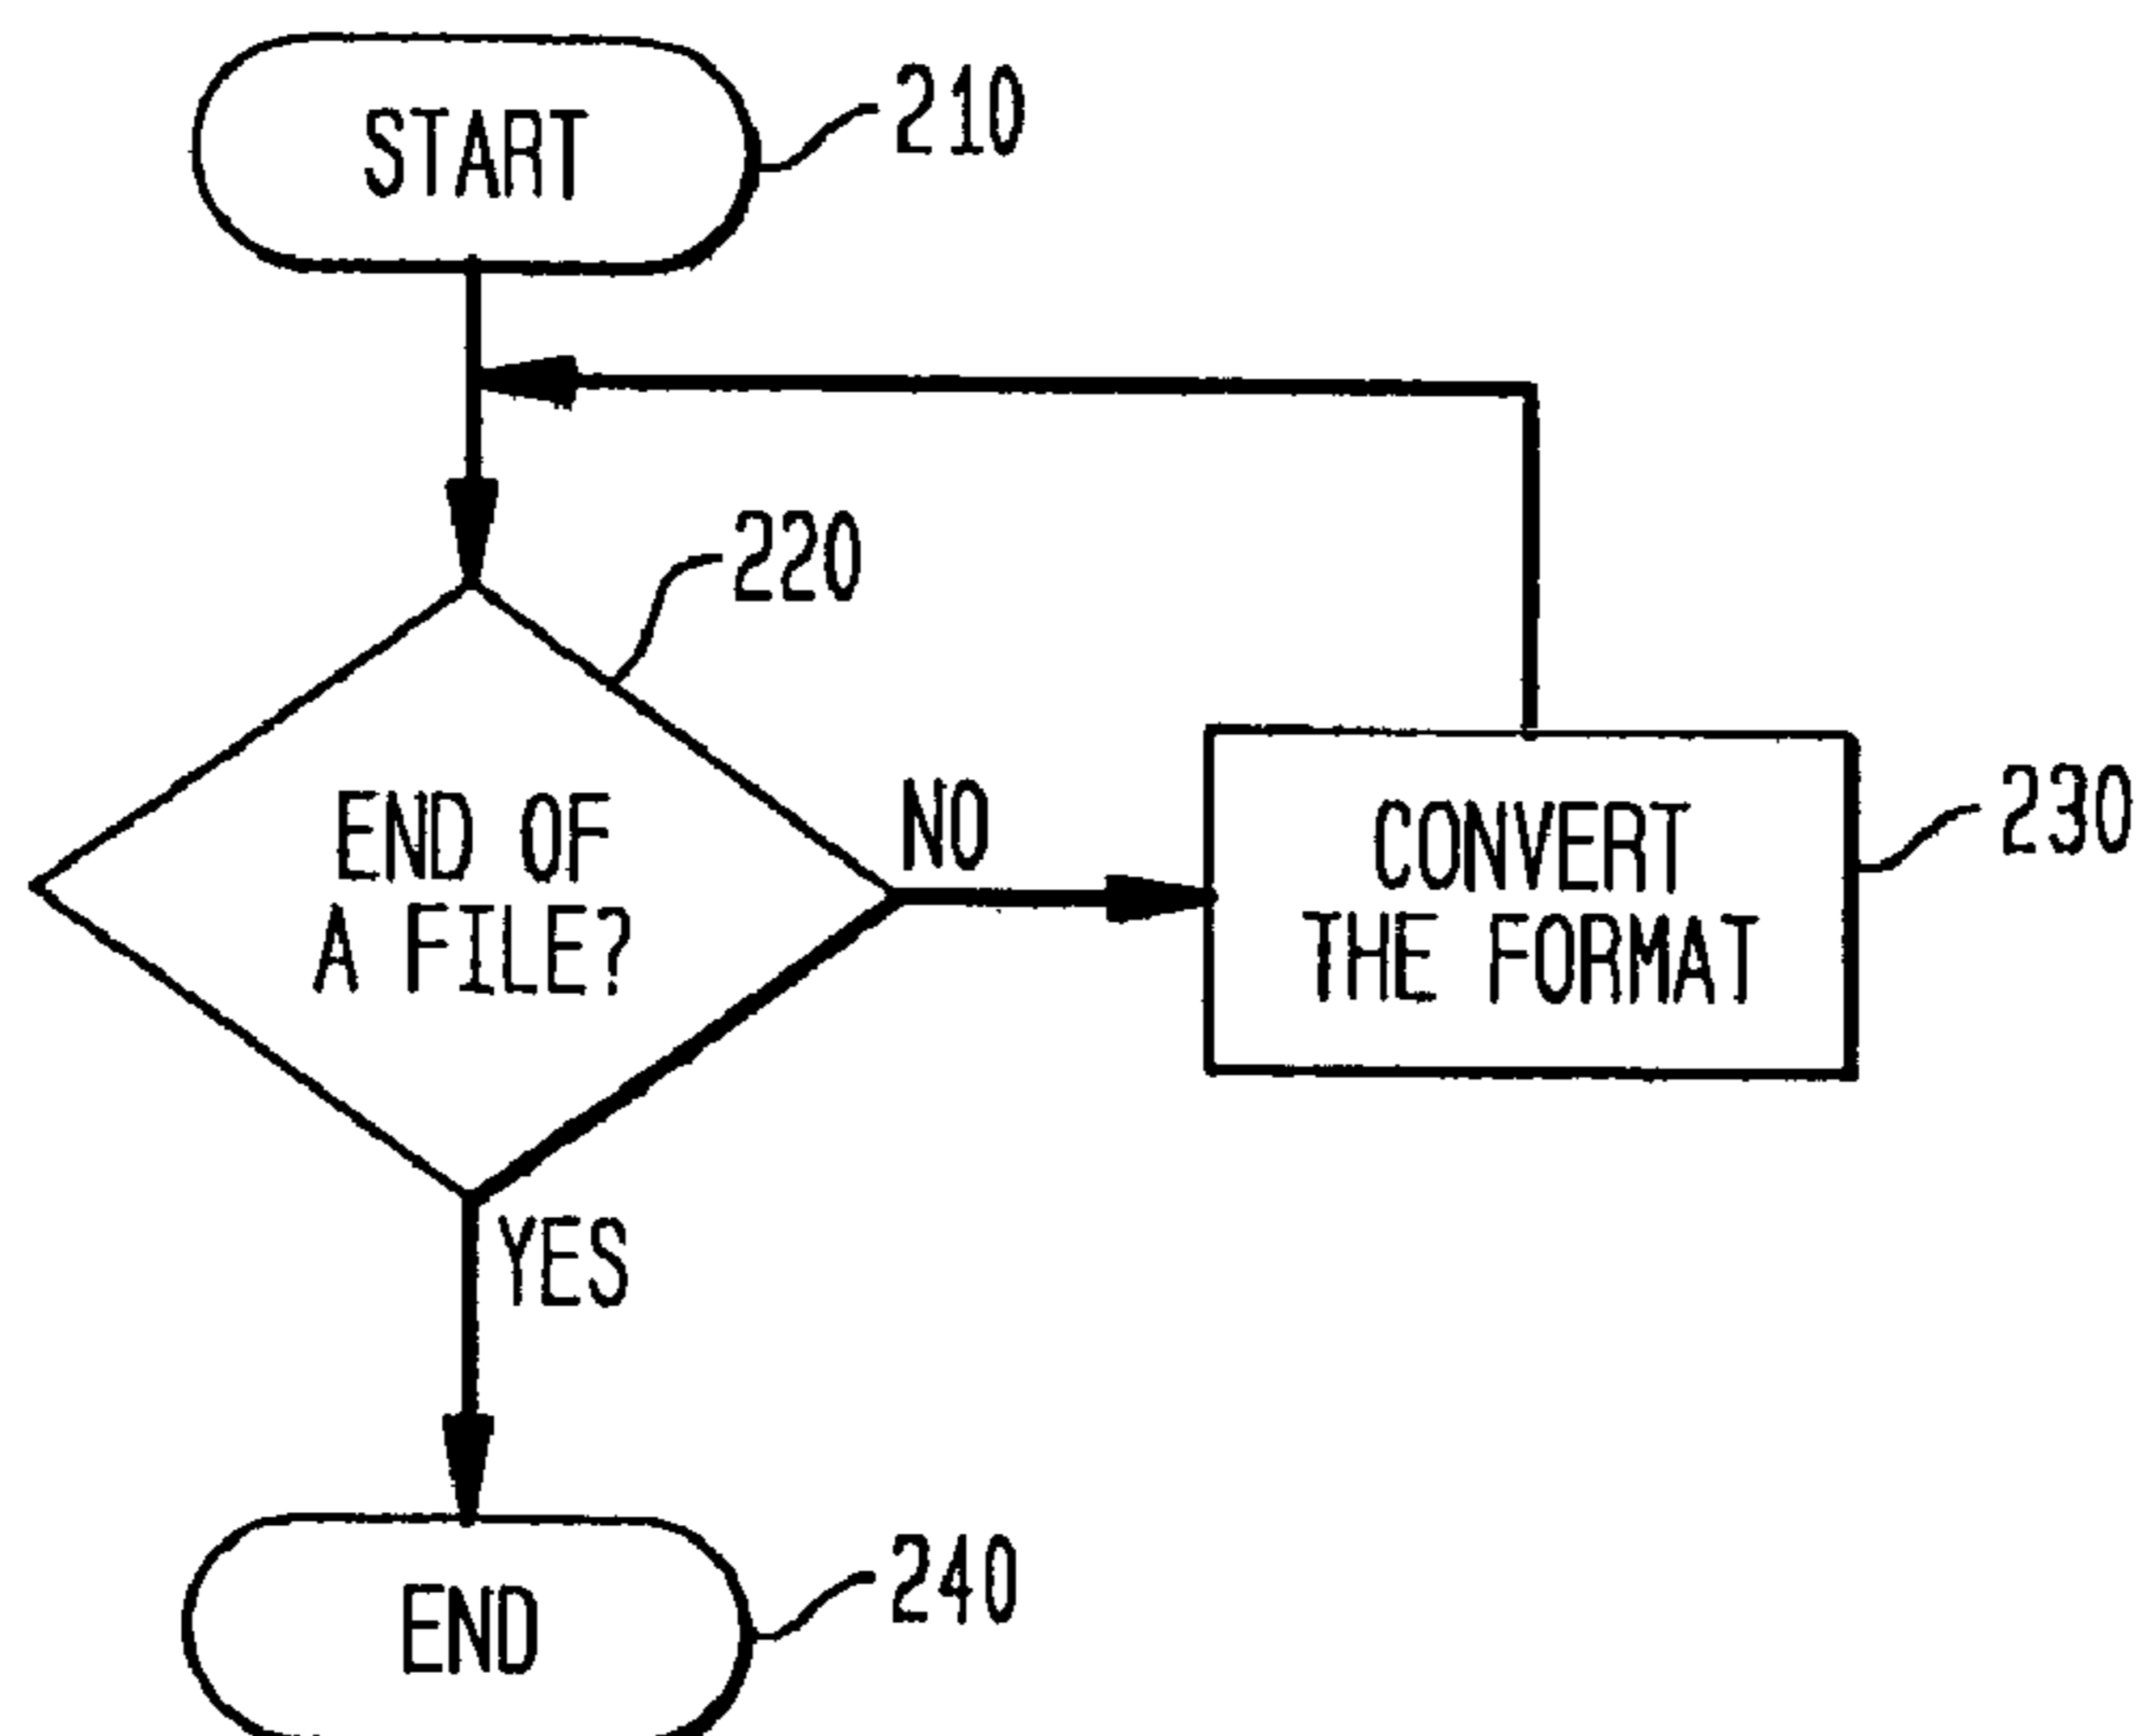 START
210
220
END OF
A FILE?
NO
CONVERT
THE FORMAT
230
YES
END
240